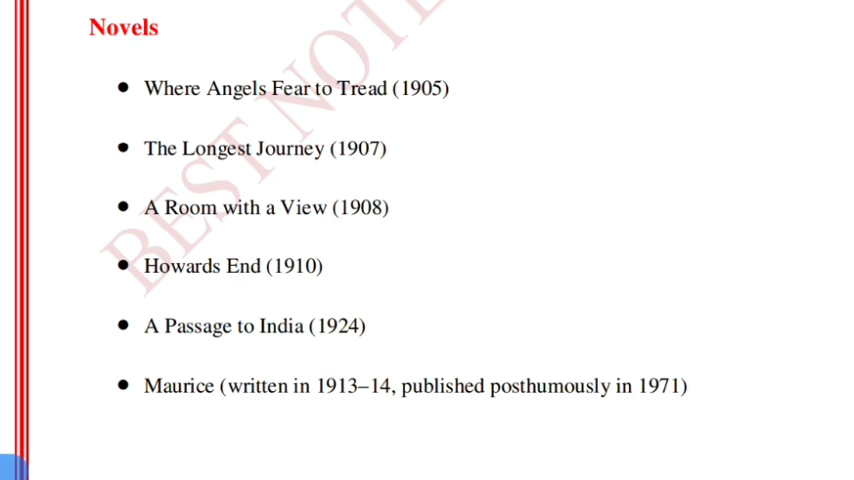 Novels
• Where Angels Fear to Tread (1905)
• The Longest Journey (1907)
• A Room with a View (1908)
• Howards End (1910)
• A Passage to India (1924)
• Maurice (written in 1913–14, published posthumously in 1971)
BEST NOTE